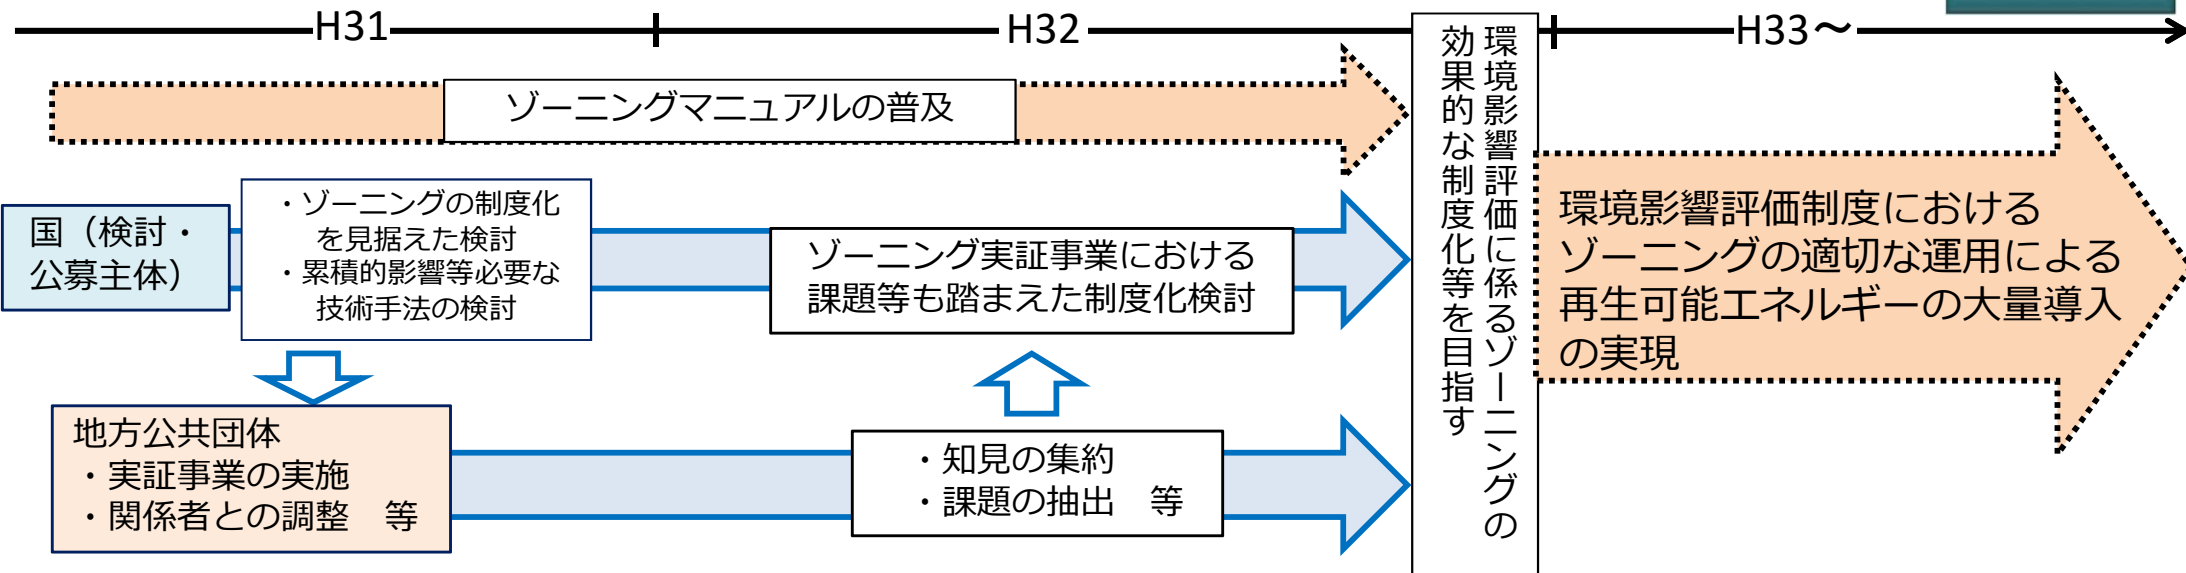 H31
H32
H33～
ゾーニングマニュアルの普及
国（検討・
公募主体）
・ゾーニングの制度化
を見据えた検討
・累積的影響等必要な
技術手法の検討
ゾーニング実証事業における
課題等も踏まえた制度化検討
地方公共団体
・実証事業の実施
・関係者との調整　等
・知見の集約
・課題の抽出　等
環境影響評価に係るゾーニングの
効果的な制度化等を目指す
環境影響評価制度における
ゾーニングの適切な運用による
再生可能エネルギーの大量導入
の実現